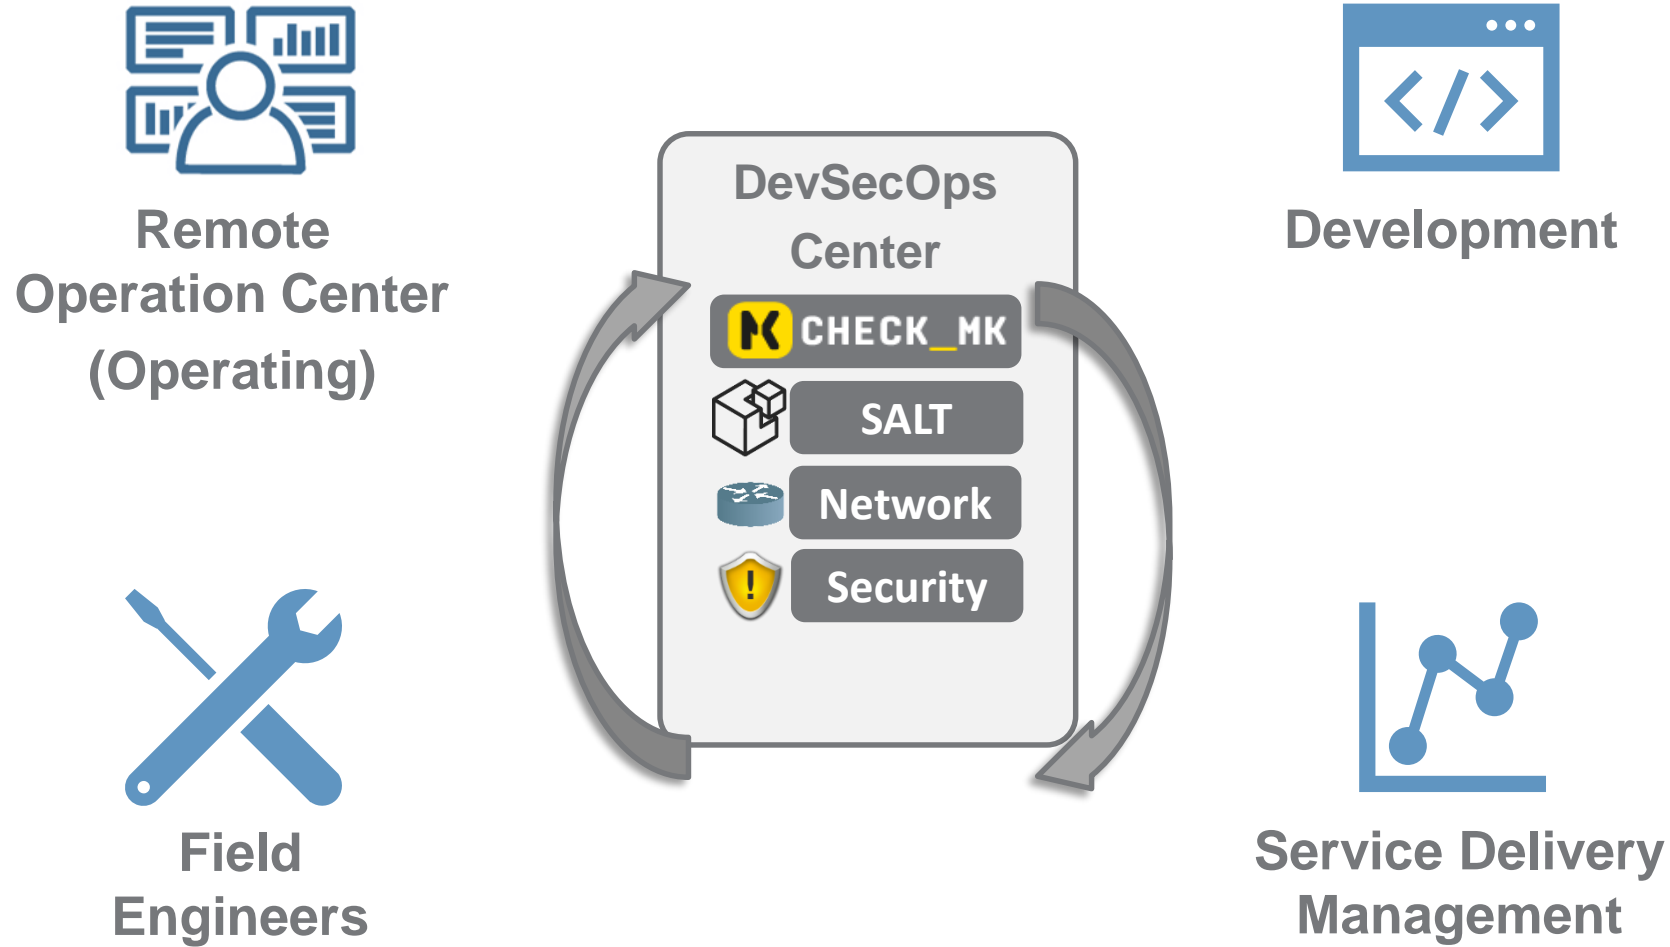 Remote
Operation Center
(Operating)
DevSecOps
Center
CHECK_MK
SALT
Network
Security
Development
Field
Engineers
Service Delivery
Management